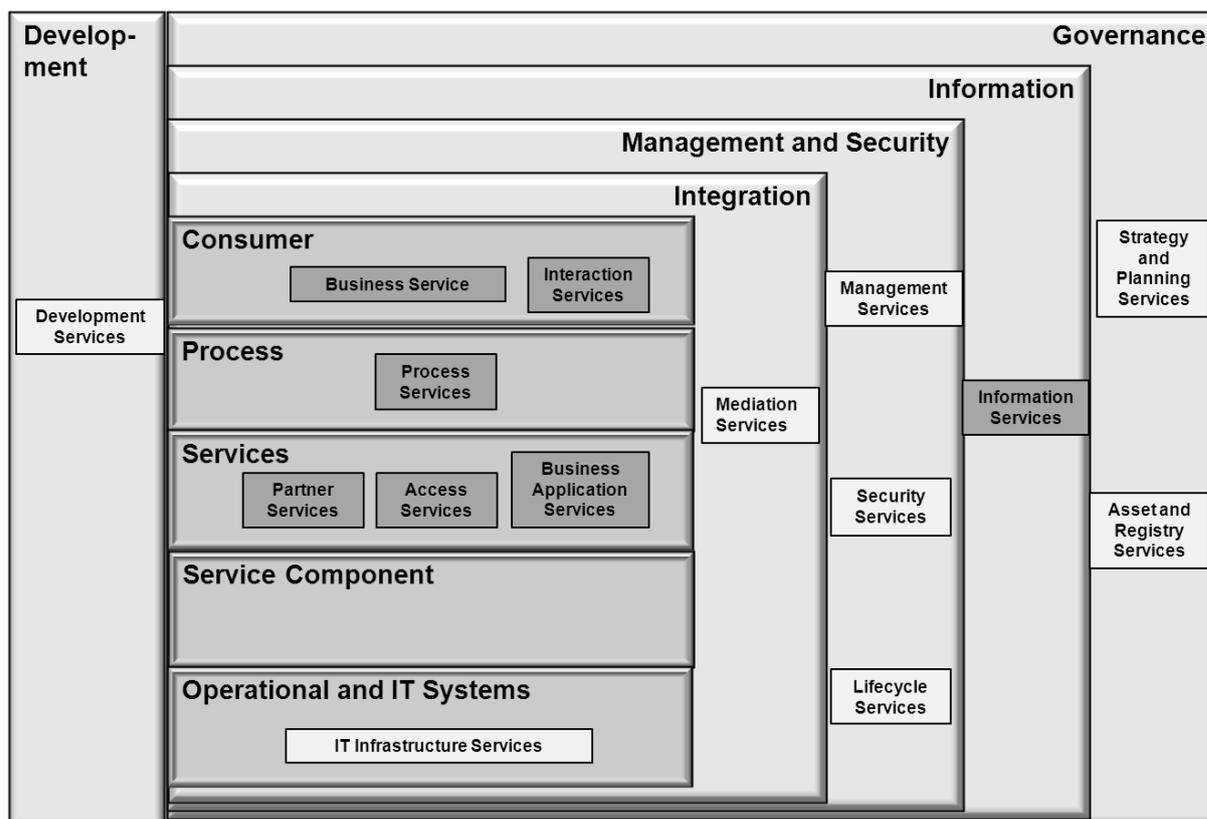 Develop-
ment
Governance
Information
Management and Security
Integration
Consumer
Business Service
Interaction
Services
Process
Process
Services
Services
Partner
Services
Access
Services
Business
Application
Services
Service Component
Operational and IT Systems
IT Infrastructure Services
Development
Services
Mediation
Services
Management
Services
Security
Services
Lifecycle
Services
Information
Services
Strategy
and
Planning
Services
Asset and
Registry
Services